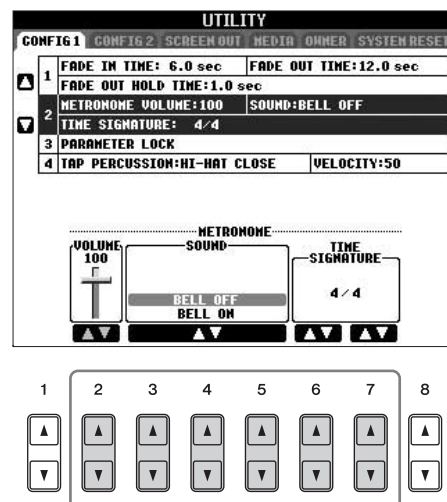 UTILITY
CONFIG 1 CONFIG 2 SCREEN OUT MEDIA OWNER SYSTEM RESE
1 FADE IN TIME: 6.0 sec FADE OUT TIME:12.0 sec
FADE OUT HOLD TIME:1.0 sec
2 METRONOME VOLUME:100 SOUND:BELL OFF
TIME SIGNATURE: 4/4
3 PARAMETER LOCK
4 TAP PERCUSSION:HI-HAT CLOSE VELOCITY:50
METRONOME
VOLUME SOUND TIME SIGNATURE
100
4/4
BELL OFF
BELL ON
1 2 3 4 5 6 7 8